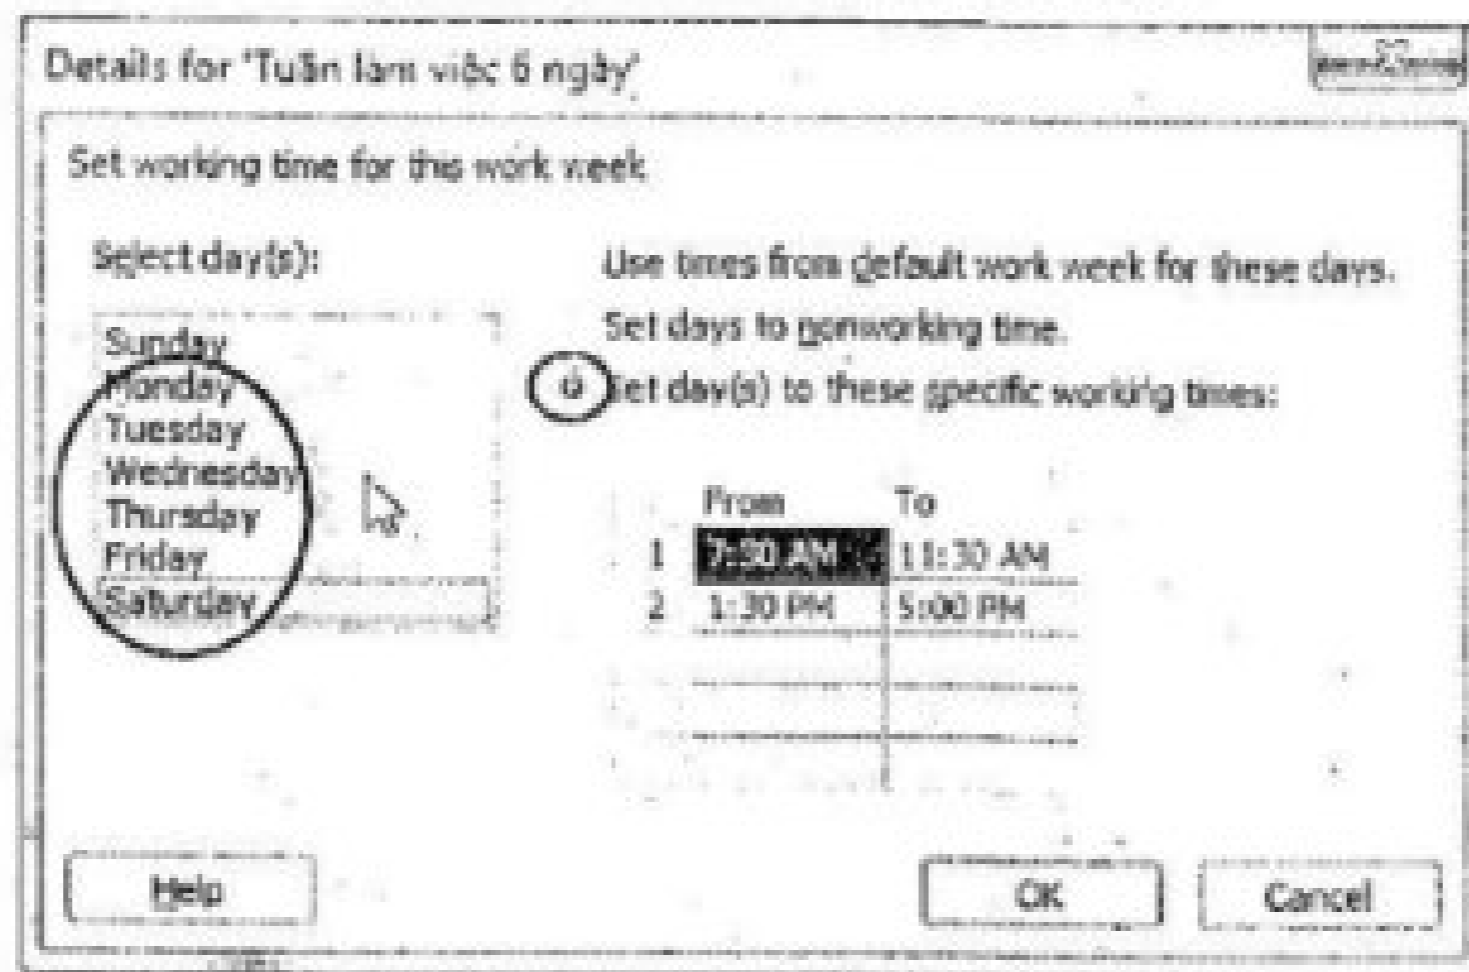 Details for 'Tuần làm việc 6 ngày'
Set working time for this work week
Select day(s):
Sunday
Monday
Tuesday
Wednesday
Thursday
Friday
Saturday
Use times from default work week for these days.
Set days to nonworking time.
Set day(s) to these specific working times:
From To
1 7:30 AM 11:30 AM
2 1:30 PM 5:00 PM
Help OK Cancel